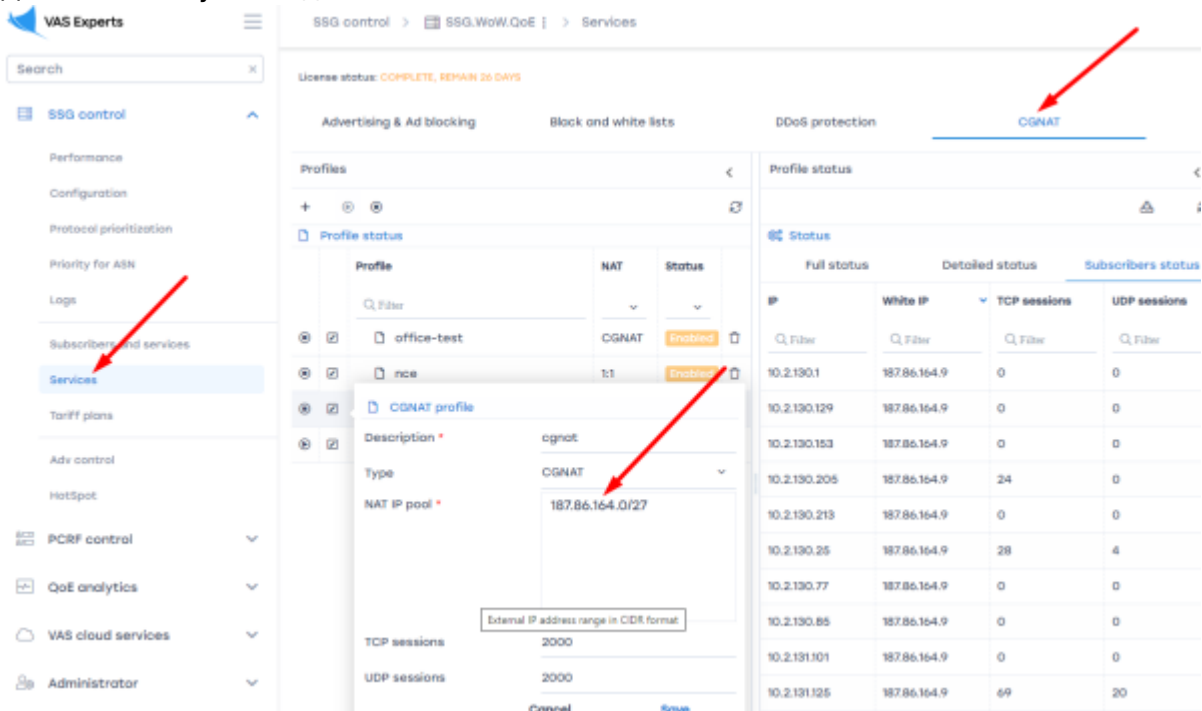 VAS Experts
SSG control > SSG.WoW.QoE > Services
Search
License status: COMPLETE, REMAIN 26 DAYS
SSG control
Advertising & Ad blocking
Block and white lists
DDoS protection
CGNAT
Performance
Configuration
Protocol prioritization
Priority for ASN
Logs
Subscribers and services
Services
Tariff plans
Adv control
HotSpot
PCRF control
QoE analytics
VAS cloud services
Administrator
Profiles
Profile status
Profile NAT Status
Filter
office-test CGNAT Enabled
nce 1:1 Enabled
CGNAT profile
Description * cgnat
Type CGNAT
NAT IP pool * 187.86.164.0/27
External IP address range in CIDR format
TCP sessions 2000
UDP sessions 2000
Cancel Save
Profile status
Status
Full status Detailed status Subscribers status
IP White IP TCP sessions UDP sessions
Filter Filter Filter Filter
10.2.130.1 187.86.164.9 0 0
10.2.130.129 187.86.164.9 0 0
10.2.130.153 187.86.164.9 0 0
10.2.130.205 187.86.164.9 24 0
10.2.130.213 187.86.164.9 0 0
10.2.130.25 187.86.164.9 28 4
10.2.130.77 187.86.164.9 0 0
10.2.130.85 187.86.164.9 0 0
10.2.131.101 187.86.164.9 0 0
10.2.131.125 187.86.164.9 69 20